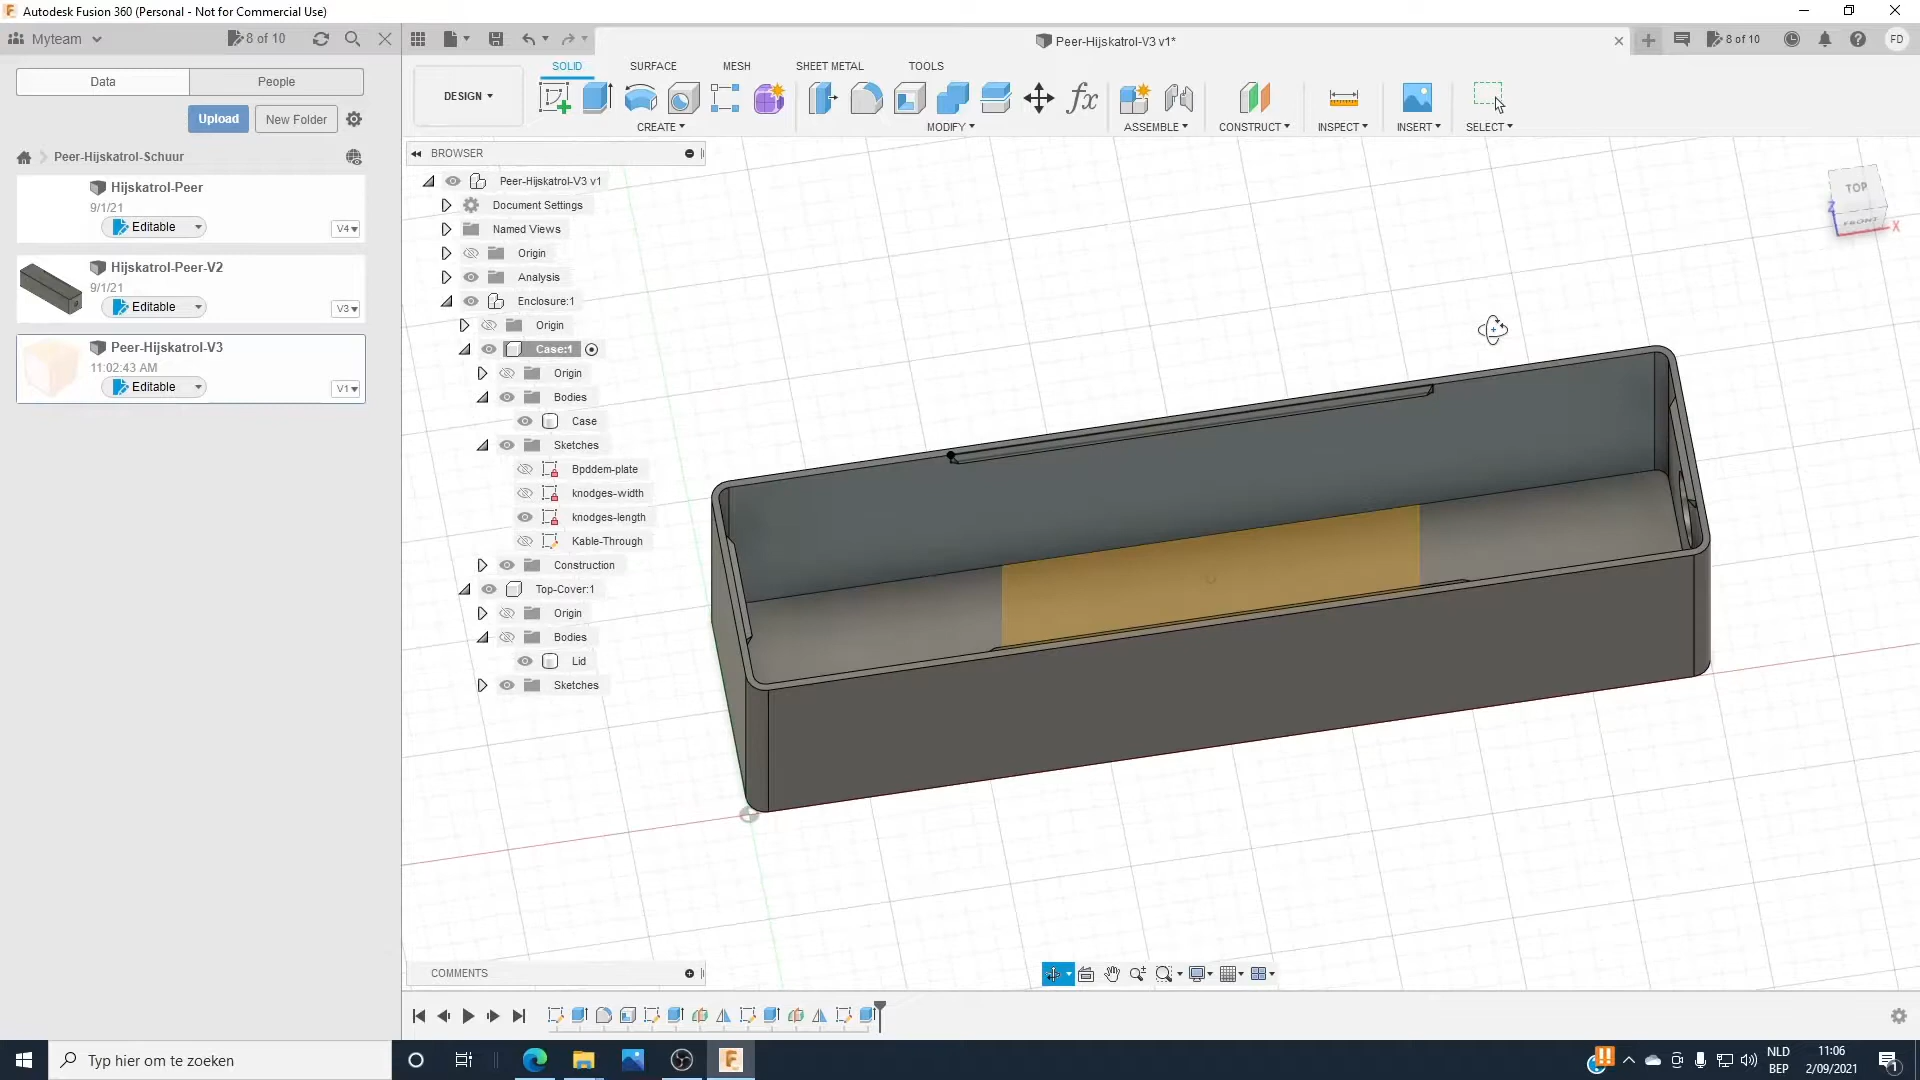 Autodesk Fusion 360 (Personal - Not for Commercial Use)
Myteam
8 of 10
Peer-Hijskatrol-V3 v1*
8 of 10
FD
Data
People
Upload
New Folder
Peer-Hijskatrol-Schuur
Hijskatrol-Peer
9/1/21
Editable
V4
Hijskatrol-Peer-V2
9/1/21
Editable
V3
Peer-Hijskatrol-V3
11:02:43 AM
Editable
V1
DESIGN
SOLID
SURFACE
MESH
SHEET METAL
TOOLS
CREATE
MODIFY
ASSEMBLE
CONSTRUCT
INSPECT
INSERT
SELECT
BROWSER
Peer-Hijskatrol-V3 v1
Document Settings
Named Views
Origin
Analysis
Enclosure:1
Origin
Case:1
Origin
Bodies
Case
Sketches
Bpddem-plate
knodges-width
knodges-length
Kable-Through
Construction
Top-Cover:1
Origin
Bodies
Lid
Sketches
TOP
FRONT
Z
X
COMMENTS
Typ hier om te zoeken
NLD
BEP
11:06
2/09/2021
1